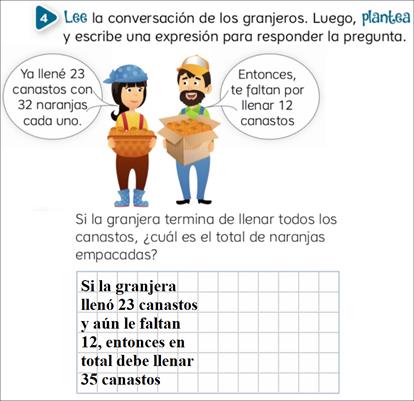 4 Lee la conversación de los granjeros. Luego, plantea
y escribe una expresión para responder la pregunta.
Ya llené 23
canastos con
32 naranjas
cada uno.
Entonces,
te faltan por
llenar 12
canastos
Si la granjera termina de llenar todos los
canastos, ¿cuál es el total de naranjas
empacadas?
Si la granjera
llenó 23 canastos
y aún le faltan
12, entonces en
total debe llenar
35 canastos